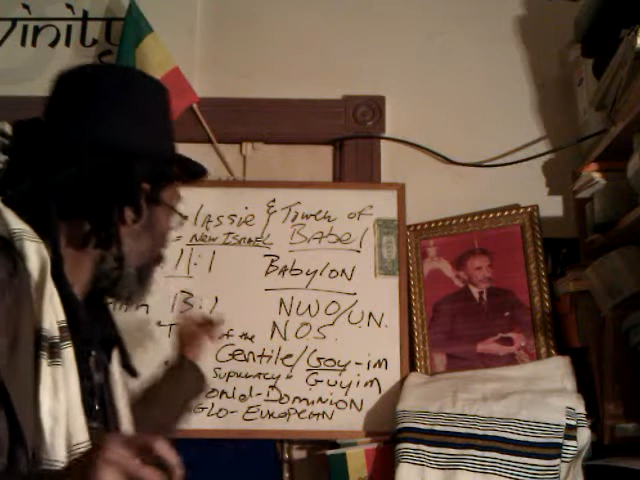 vinity
lassie & Tower of
= New Israel Babel
11:1
Babylon
13:1 NWO/U.N.
of the NOS.
Gentile/Goy-im
Supremacy" Guyim
orld-Dominion
glo-European